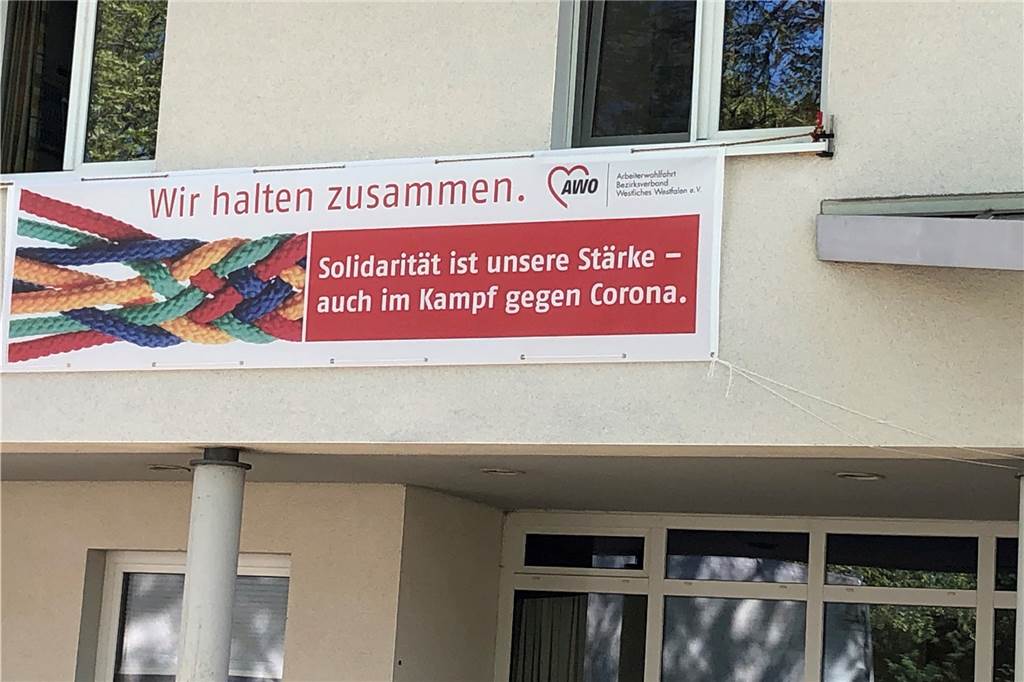 Wir halten zusammen.
AWO
Arbeiterwohlfahrt
Bezirksverband
Westliches Westfalen e.V.
Solidarität ist unsere Stärke –
auch im Kampf gegen Corona.